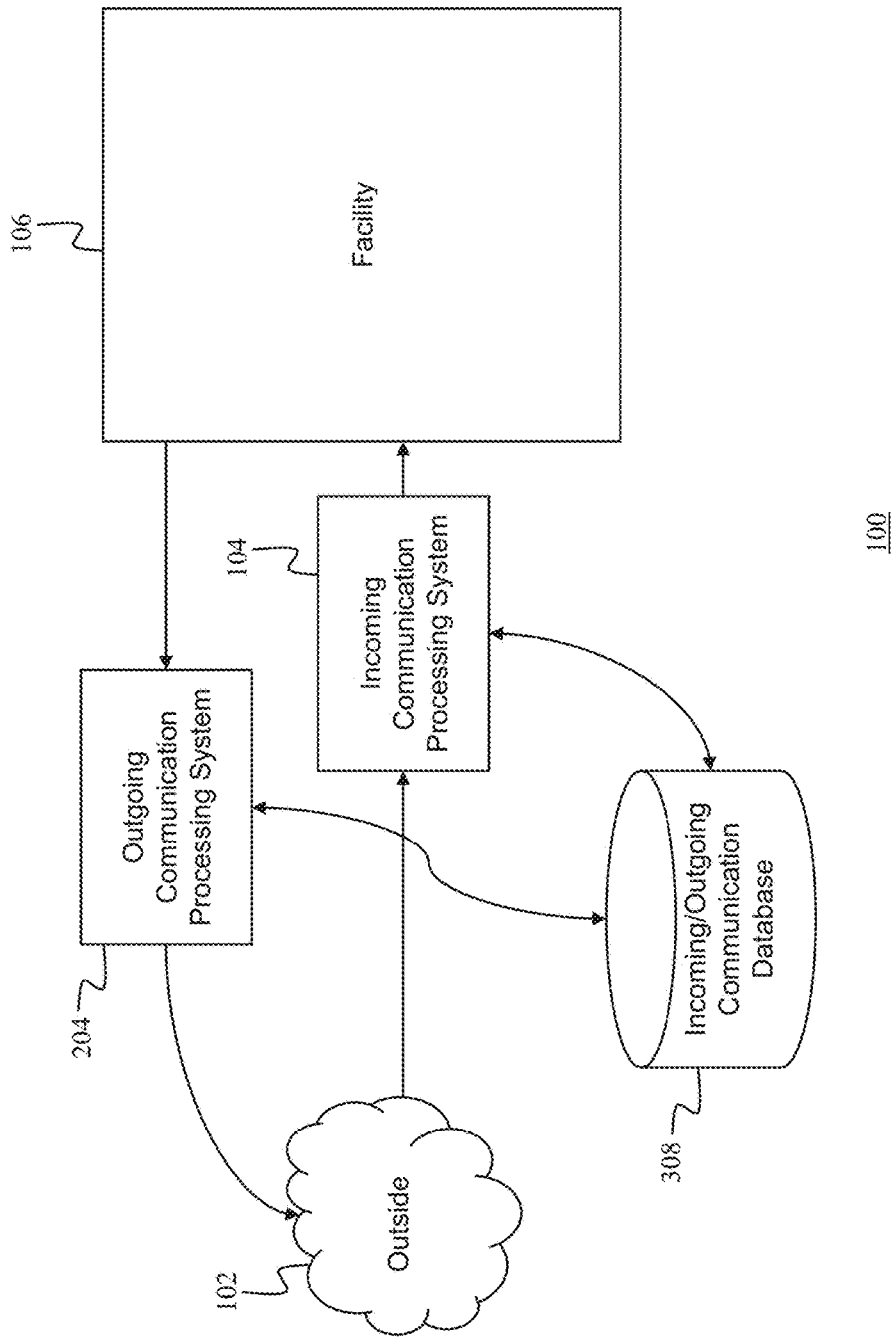 204
Outgoing
Communication
Processing System
106
Facility
102
Outside
104
Incoming
Communication
Processing System
308
Incoming/Outgoing
Communication
Database
100